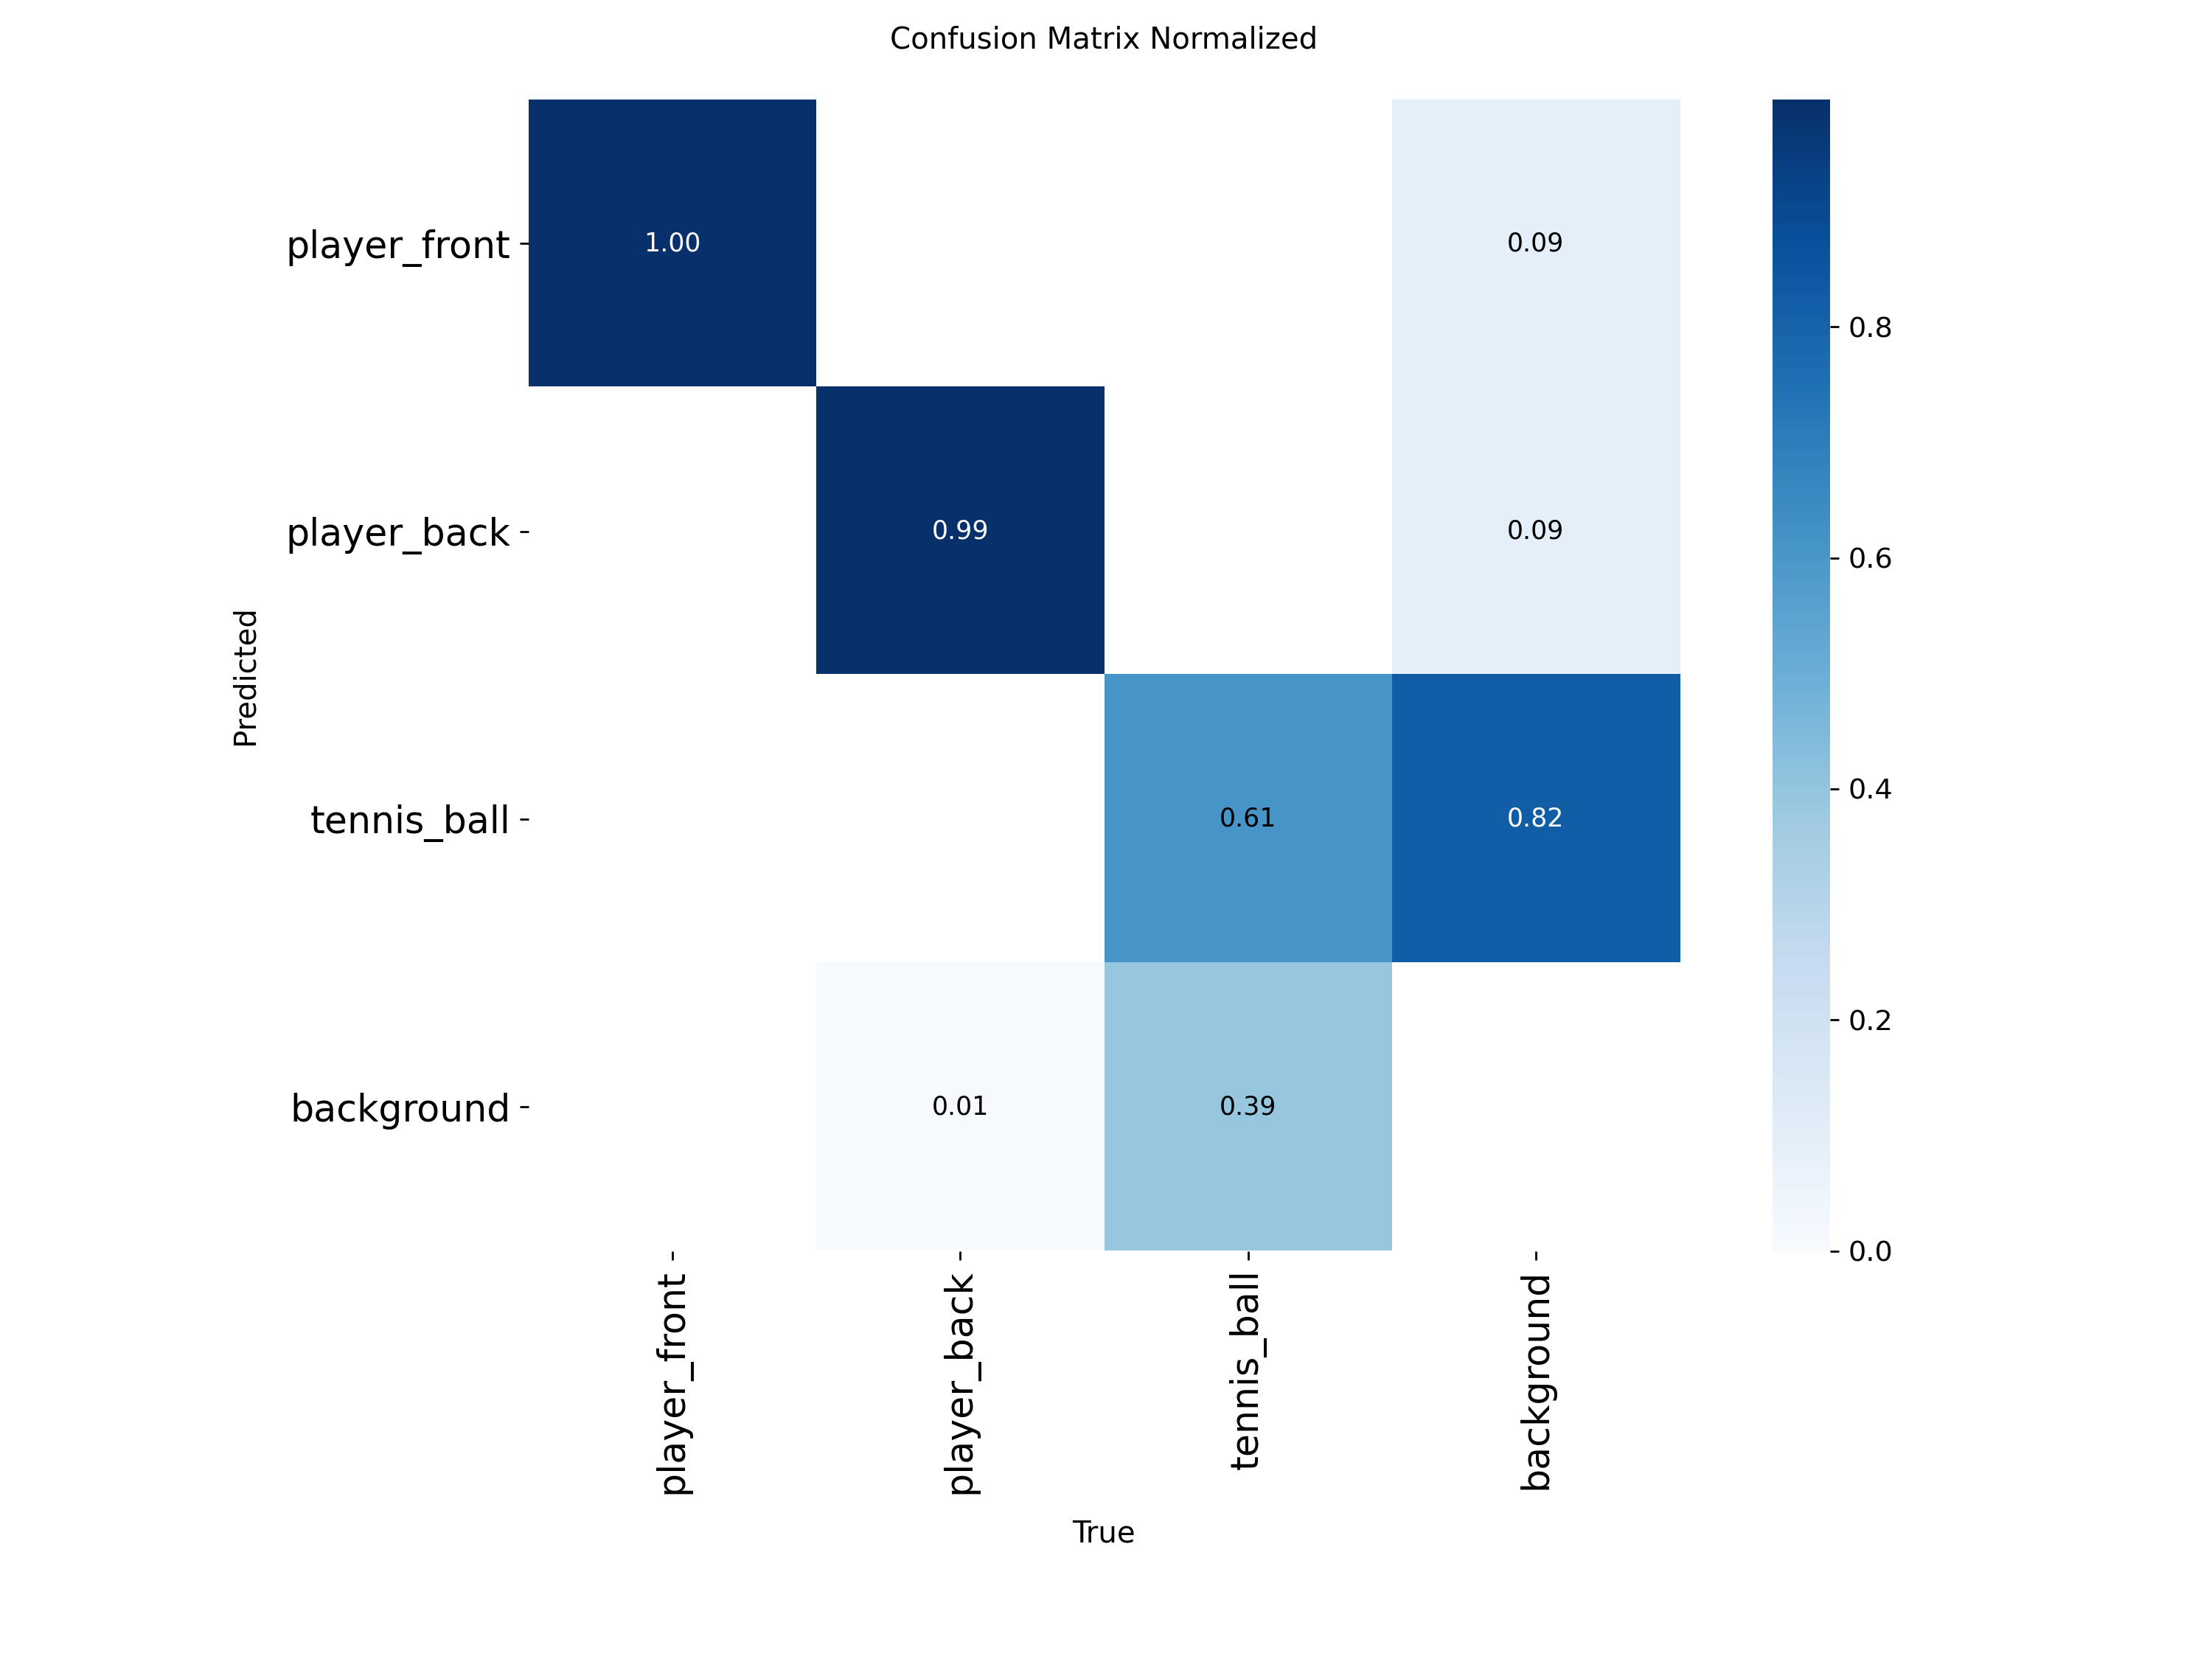 Confusion Matrix Normalized
player_front
1.00
0.09
player_back
0.99
0.09
tennis_ball
0.61
0.82
background
0.01
0.39
Predicted
player_front
player_back
tennis_ball
background
True
0.8
0.6
0.4
0.2
0.0